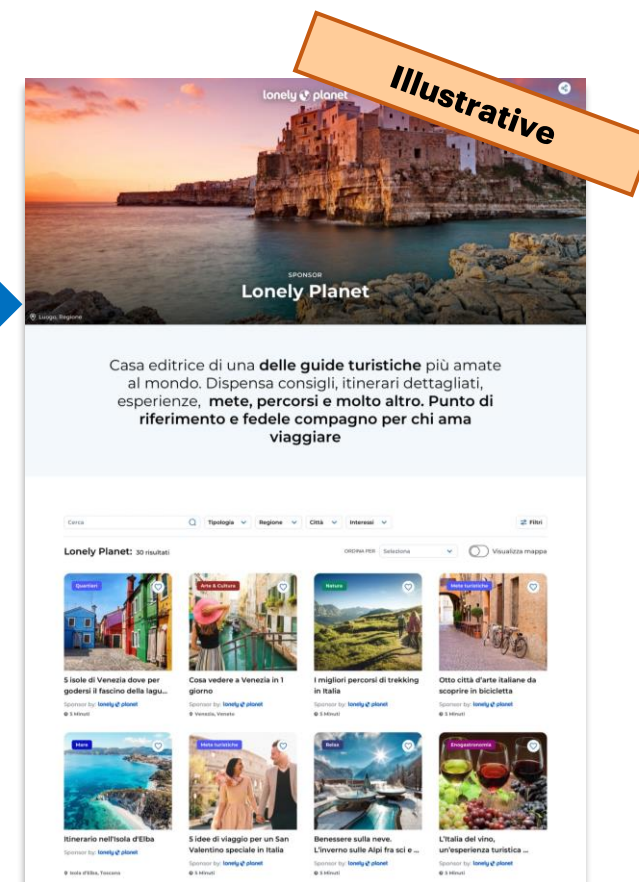 Illustrative
lonely planet
SPONSOR
Lonely Planet
Luogo, Regione
Casa editrice di una delle guide turistiche più amate
al mondo. Dispensa consigli, itinerari dettagliati,
esperienze, mete, percorsi e molto altro. Punto di
riferimento e fedele compagno per chi ama
viaggiare
Cerca Tipologia Regione Città Interessi Filtri
Lonely Planet: 30 risultati ORDINA PER Seleziona Visualizza mappa
Quartieri Arte & Cultura Natura Mete turistiche
5 isole di Venezia dove per
godersi il fascino della lagu...
Sponsor by: lonely planet
5 Minuti
Cosa vedere a Venezia in 1
giorno
Sponsor by: lonely planet
Venezia, Veneto
I migliori percorsi di trekking
in Italia
Sponsor by: lonely planet
5 Minuti
Otto città d'arte italiane da
scoprire in bicicletta
Sponsor by: lonely planet
5 Minuti
Mare Mete turistiche Relax Enogastronomia
Itinerario nell'Isola d'Elba
Sponsor by: lonely planet
Isola d'Elba, Toscana
5 idee di viaggio per un San
Valentino speciale in Italia
Sponsor by: lonely planet
5 Minuti
Benessere sulla neve.
L'inverno sulle Alpi fra sci e ...
Sponsor by: lonely planet
5 Minuti
L'Italia del vino,
un'esperienza turistica ...
Sponsor by: lonely planet
5 Minuti